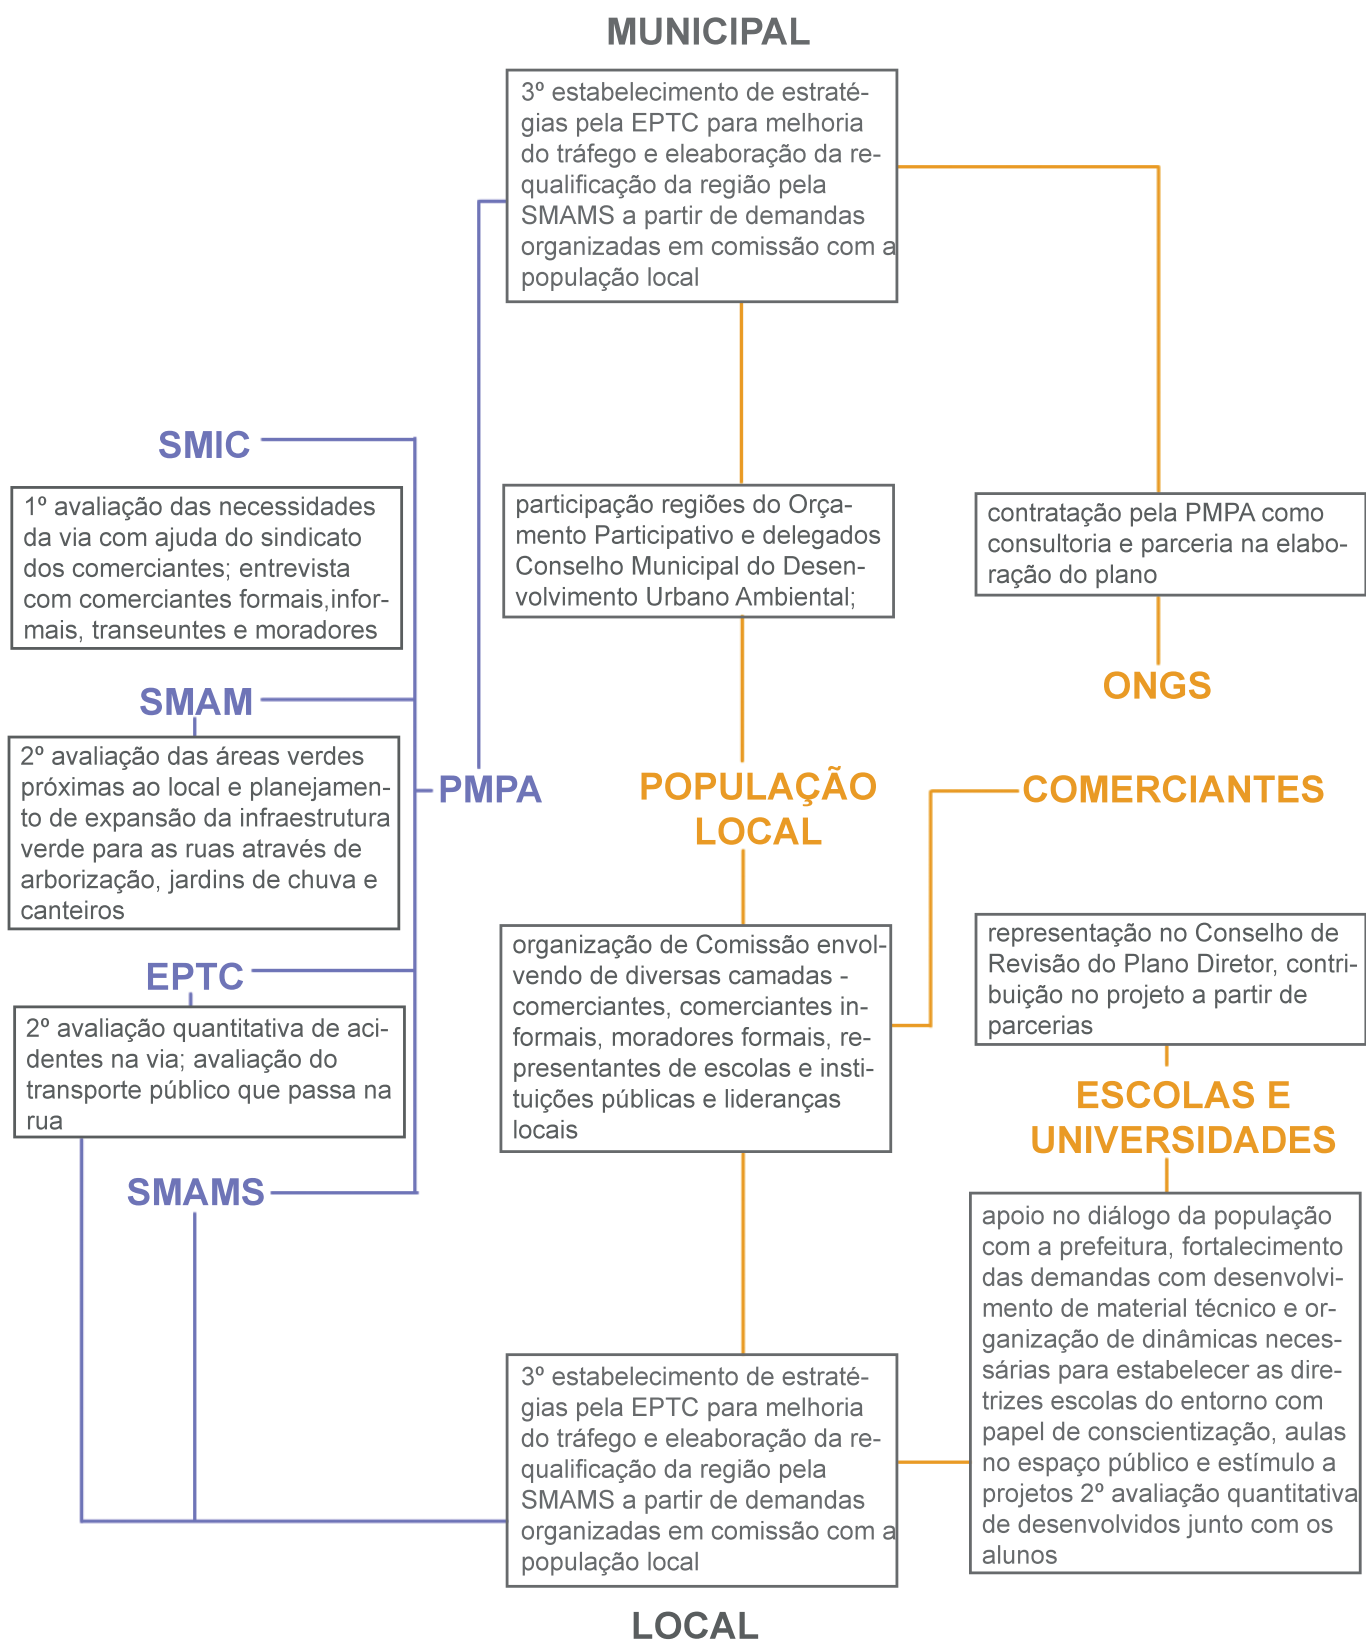 MUNICIPAL
3º estabelecimento de estraté-
gias pela EPTC para melhoria
do tráfego e eleaboração da re-
qualificação da região pela
SMAMS a partir de demandas
organizadas em comissão com a
população local
SMIC
1º avaliação das necessidades
da via com ajuda do sindicato
dos comerciantes; entrevista
com comerciantes formais,infor-
mais, transeuntes e moradores
participação regiões do Orça-
mento Participativo e delegados
Conselho Municipal do Desen-
volvimento Urbano Ambiental;
contratação pela PMPA como
consultoria e parceria na elabo-
ração do plano
ONGS
SMAM
2º avaliação das áreas verdes
próximas ao local e planejamen-
to de expansão da infraestrutura
verde para as ruas através de
arborização, jardins de chuva e
canteiros
PMPA
POPULAÇÃO
LOCAL
COMERCIANTES
EPTC
2º avaliação quantitativa de aci-
dentes na via; avaliação do
transporte público que passa na
rua
organização de Comissão envol-
vendo de diversas camadas -
comerciantes, comerciantes in-
formais, moradores formais, re-
presentantes de escolas e insti-
tuições públicas e lideranças
locais
representação no Conselho de
Revisão do Plano Diretor, contri-
buição no projeto a partir de
parcerias
ESCOLAS E
UNIVERSIDADES
SMAMS
apoio no diálogo da população
com a prefeitura, fortalecimento
das demandas com desenvolvi-
mento de material técnico e or-
ganização de dinâmicas neces-
sárias para estabelecer as dire-
trizes escolas do entorno com
papel de conscientização, aulas
no espaço público e estímulo a
projetos 2º avaliação quantitativa
de desenvolvidos junto com os
alunos
3º estabelecimento de estraté-
gias pela EPTC para melhoria
do tráfego e eleaboração da re-
qualificação da região pela
SMAMS a partir de demandas
organizadas em comissão com a
população local
LOCAL